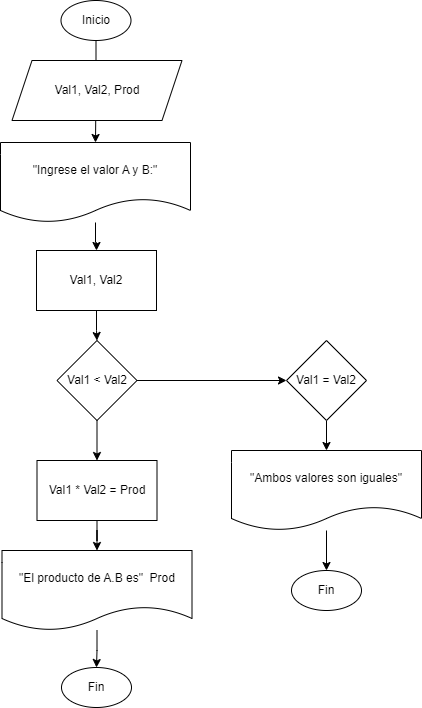 Inicio
Val1, Val2, Prod
"Ingrese el valor A y B:"
Val1, Val2
Val1 < Val2
Val1 = Val2
Val1 * Val2 = Prod
"Ambos valores son iguales"
"El producto de A.B es" Prod
Fin
Fin